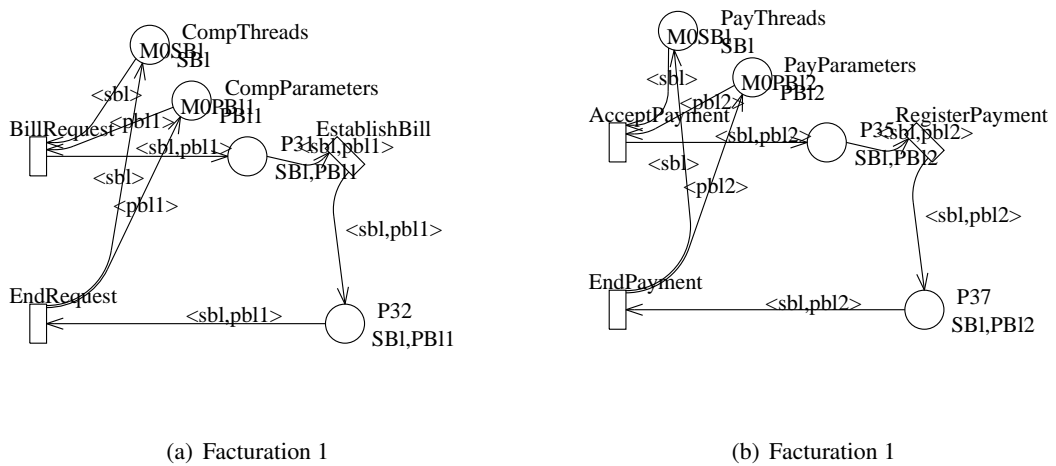 CompThreads
M0SBl
SBl
<sbl>
CompParameters
M0PBl1
PBl1
<pbl1>
BillRequest
<sbl,pbl1>
P31
SBl,PBl1
EstablishBill
<sbl,pbl1>
<sbl>
<pbl1>
<sbl,pbl1>
EndRequest
<sbl,pbl1>
P32
SBl,PBl1
(a) Facturation 1
PayThreads
M0SBl
SBl
<sbl>
PayParameters
M0PBl2
PBl2
<pbl2>
AcceptPayment
<sbl,pbl2>
P35
SBl,PBl2
RegisterPayment
<sbl,pbl2>
<sbl>
<pbl2>
<sbl,pbl2>
EndPayment
<sbl,pbl2>
P37
SBl,PBl2
(b) Facturation 1